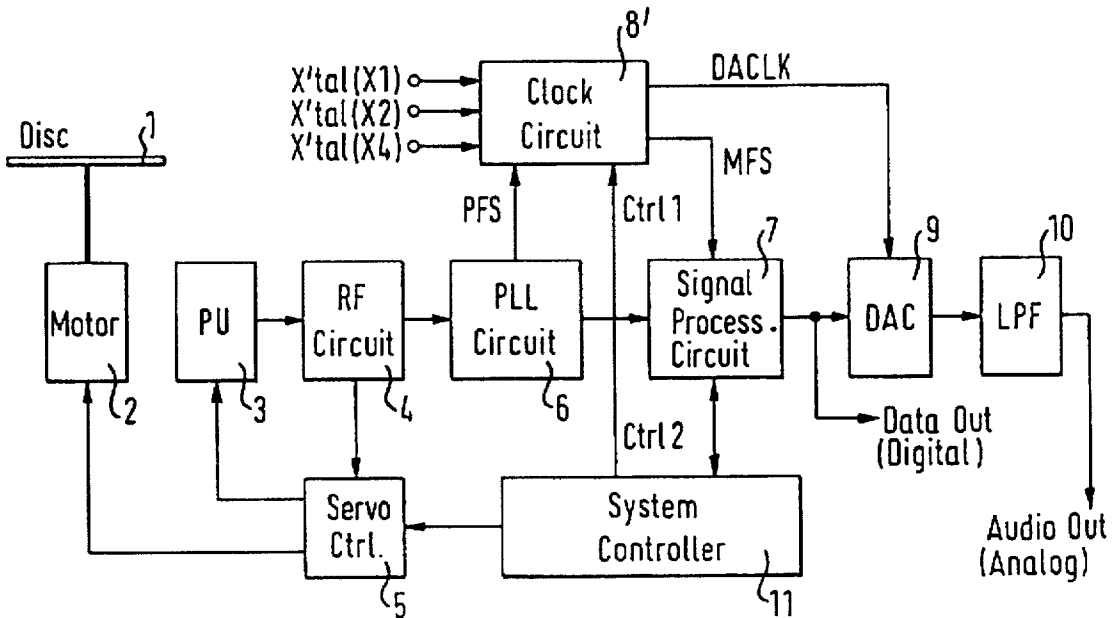 8'
X'tal(X1)
X'tal(X2)
X'tal(X4)
Clock
Circuit
DACLK
MFS
Disc
1
PFS
Ctrl 1
Motor
2
PU
3
RF
Circuit
4
PLL
Circuit
6
7
Signal
Process.
Circuit
9
DAC
10
LPF
Ctrl 2
Data Out
(Digital)
Servo
Ctrl.
5
System
Controller
11
Audio Out
(Analog)